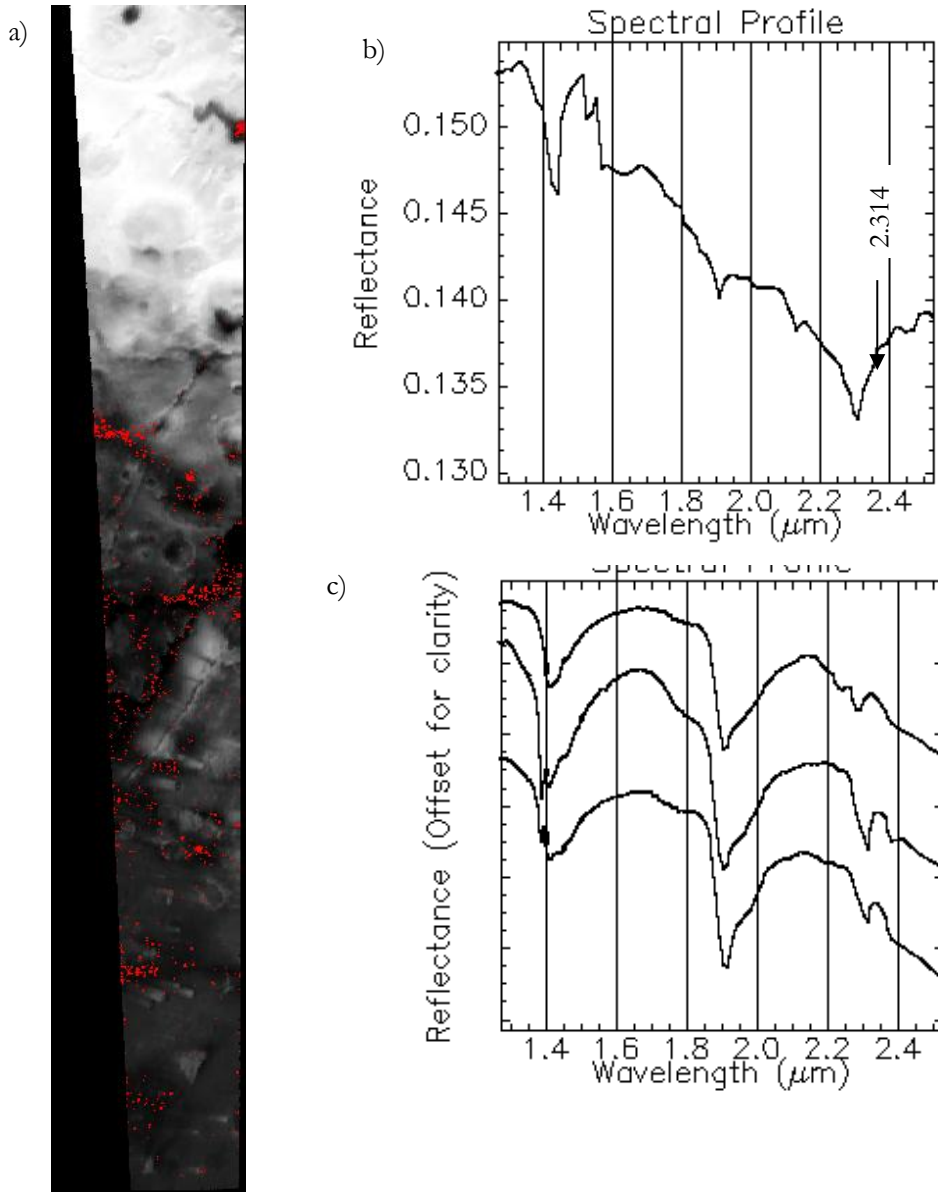 a)
b)
Spectral Profile
Reflectance
0.150
0.145
0.140
0.135
0.130
2.314
1.4 1.6 1.8 2.0 2.2 2.4
Wavelength (μm)
c)
Spectral Profile
Reflectance (Offset for clarity)
1.4 1.6 1.8 2.0 2.2 2.4
Wavelength (μm)